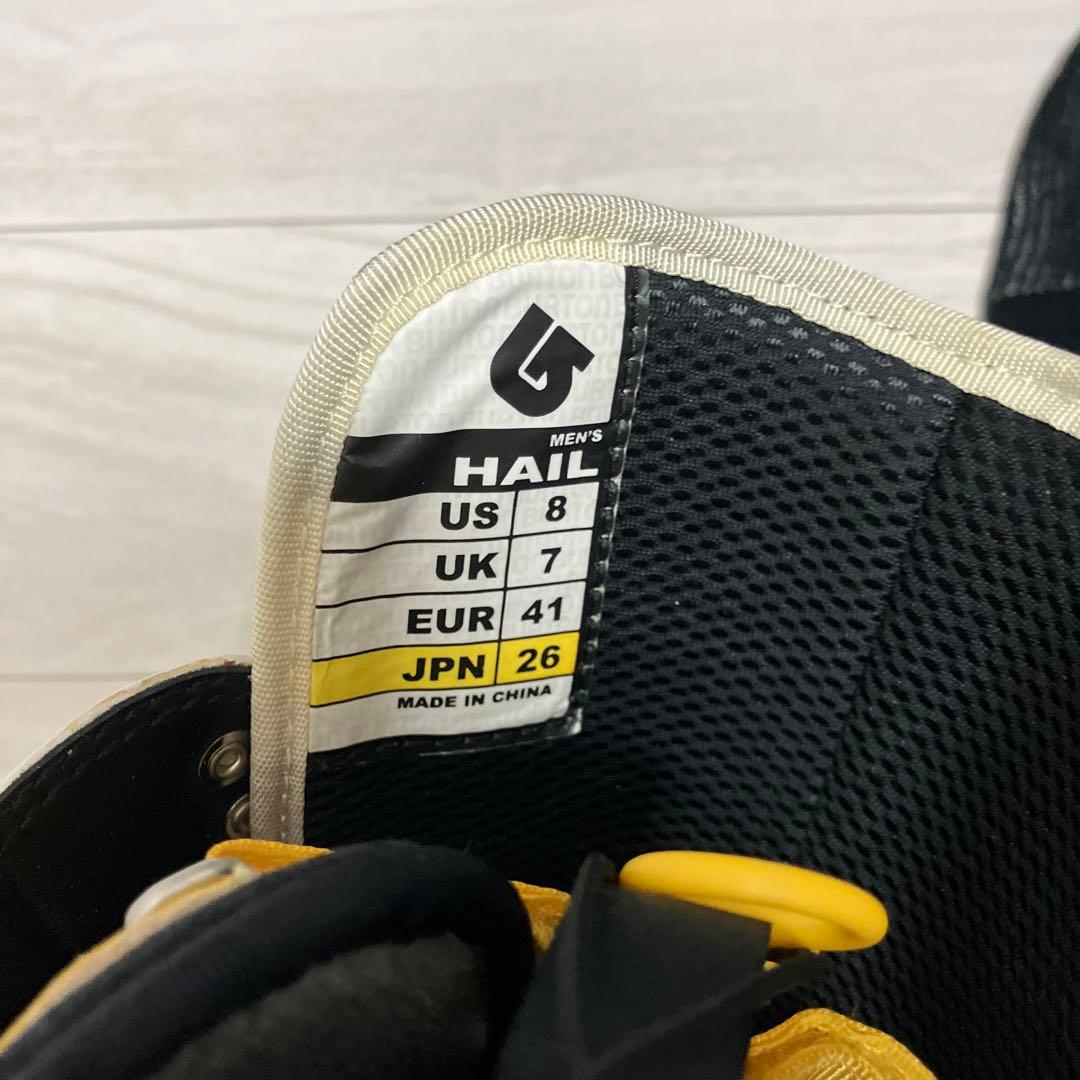 MEN'S
HAIL
US 8
UK 7
EUR 41
JPN 26
MADE IN CHINA